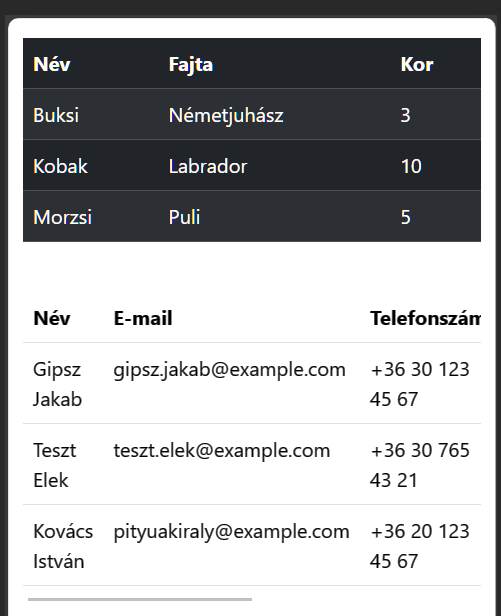 Név Fajta Kor
Buksi Németjuhász 3
Kobak Labrador 10
Morzsi Puli 5
Név E-mail Telefonszám
Gipsz gipsz.jakab@example.com +36 30 123
Jakab 45 67
Teszt teszt.elek@example.com +36 30 765
Elek 43 21
Kovács pityuakiraly@example.com +36 20 123
István 45 67